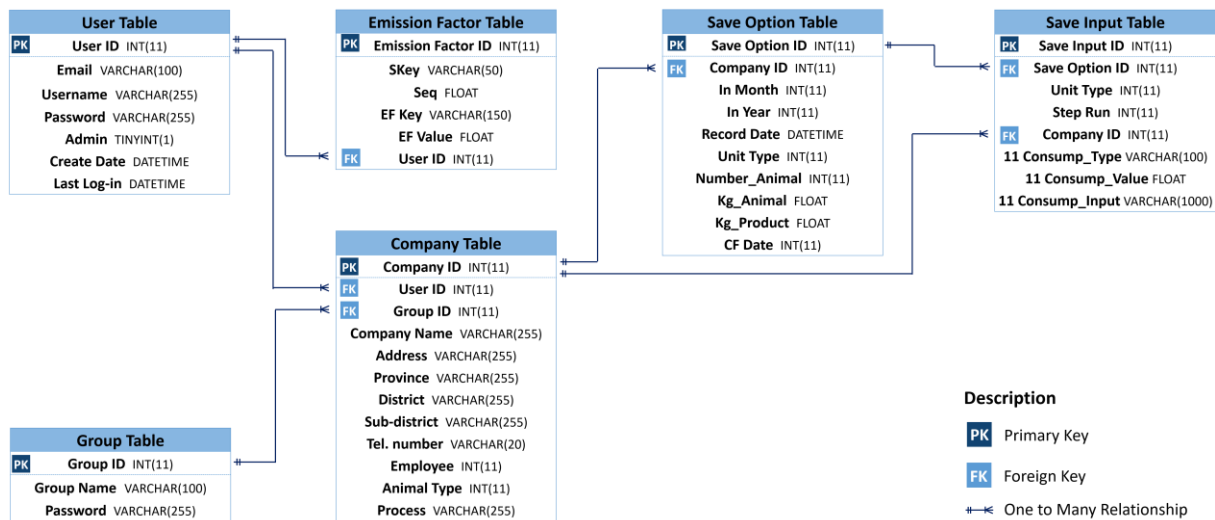 User Table
PK User ID INT(11)
Email VARCHAR(100)
Username VARCHAR(255)
Password VARCHAR(255)
Admin TINYINT(1)
Create Date DATETIME
Last Log-in DATETIME
Emission Factor Table
PK Emission Factor ID INT(11)
SKey VARCHAR(50)
Seq FLOAT
EF Key VARCHAR(150)
EF Value FLOAT
FK User ID INT(11)
Save Option Table
PK Save Option ID INT(11)
FK Company ID INT(11)
In Month INT(11)
In Year INT(11)
Record Date DATETIME
Unit Type INT(11)
Number_Animal INT(11)
Kg_Animal FLOAT
Kg_Product FLOAT
CF Date INT(11)
Save Input Table
PK Save Input ID INT(11)
FK Save Option ID INT(11)
Unit Type INT(11)
Step Run INT(11)
FK Company ID INT(11)
11 Consump_Type VARCHAR(100)
11 Consump_Value FLOAT
11 Consump_Input VARCHAR(1000)
Company Table
PK Company ID INT(11)
FK User ID INT(11)
FK Group ID INT(11)
Company Name VARCHAR(255)
Address VARCHAR(255)
Province VARCHAR(255)
District VARCHAR(255)
Sub-district VARCHAR(255)
Tel. number VARCHAR(20)
Employee INT(11)
Animal Type INT(11)
Process VARCHAR(255)
Group Table
PK Group ID INT(11)
Group Name VARCHAR(100)
Password VARCHAR(255)
Description
PK Primary Key
FK Foreign Key
One to Many Relationship